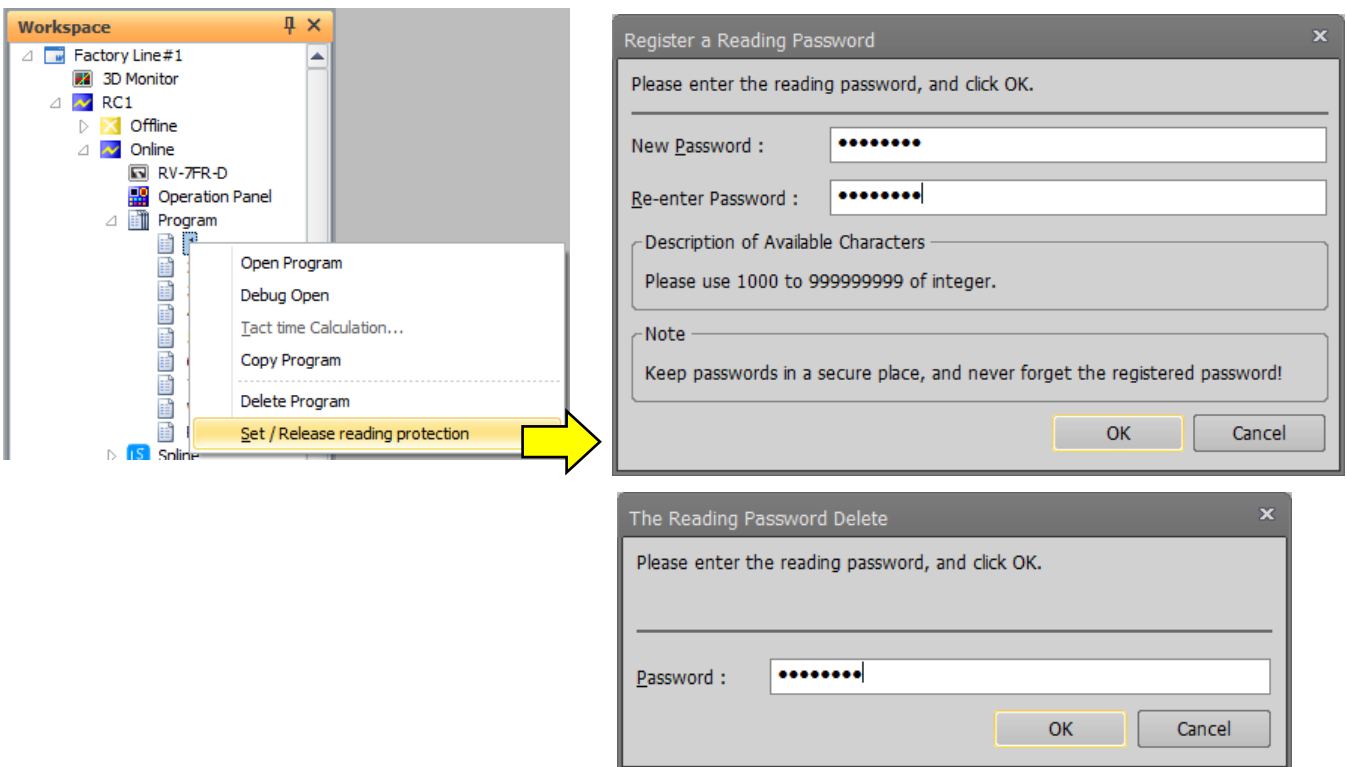 Workspace
Factory Line#1
3D Monitor
RC1
Offline
Online
RV-7FR-D
Operation Panel
Program
Open Program
Debug Open
Tact time Calculation...
Copy Program
Delete Program
Set / Release reading protection
Spline
Register a Reading Password
Please enter the reading password, and click OK.
New Password :
Re-enter Password :
Description of Available Characters
Please use 1000 to 999999999 of integer.
Note
Keep passwords in a secure place, and never forget the registered password!
OK
Cancel
The Reading Password Delete
Please enter the reading password, and click OK.
Password :
OK
Cancel